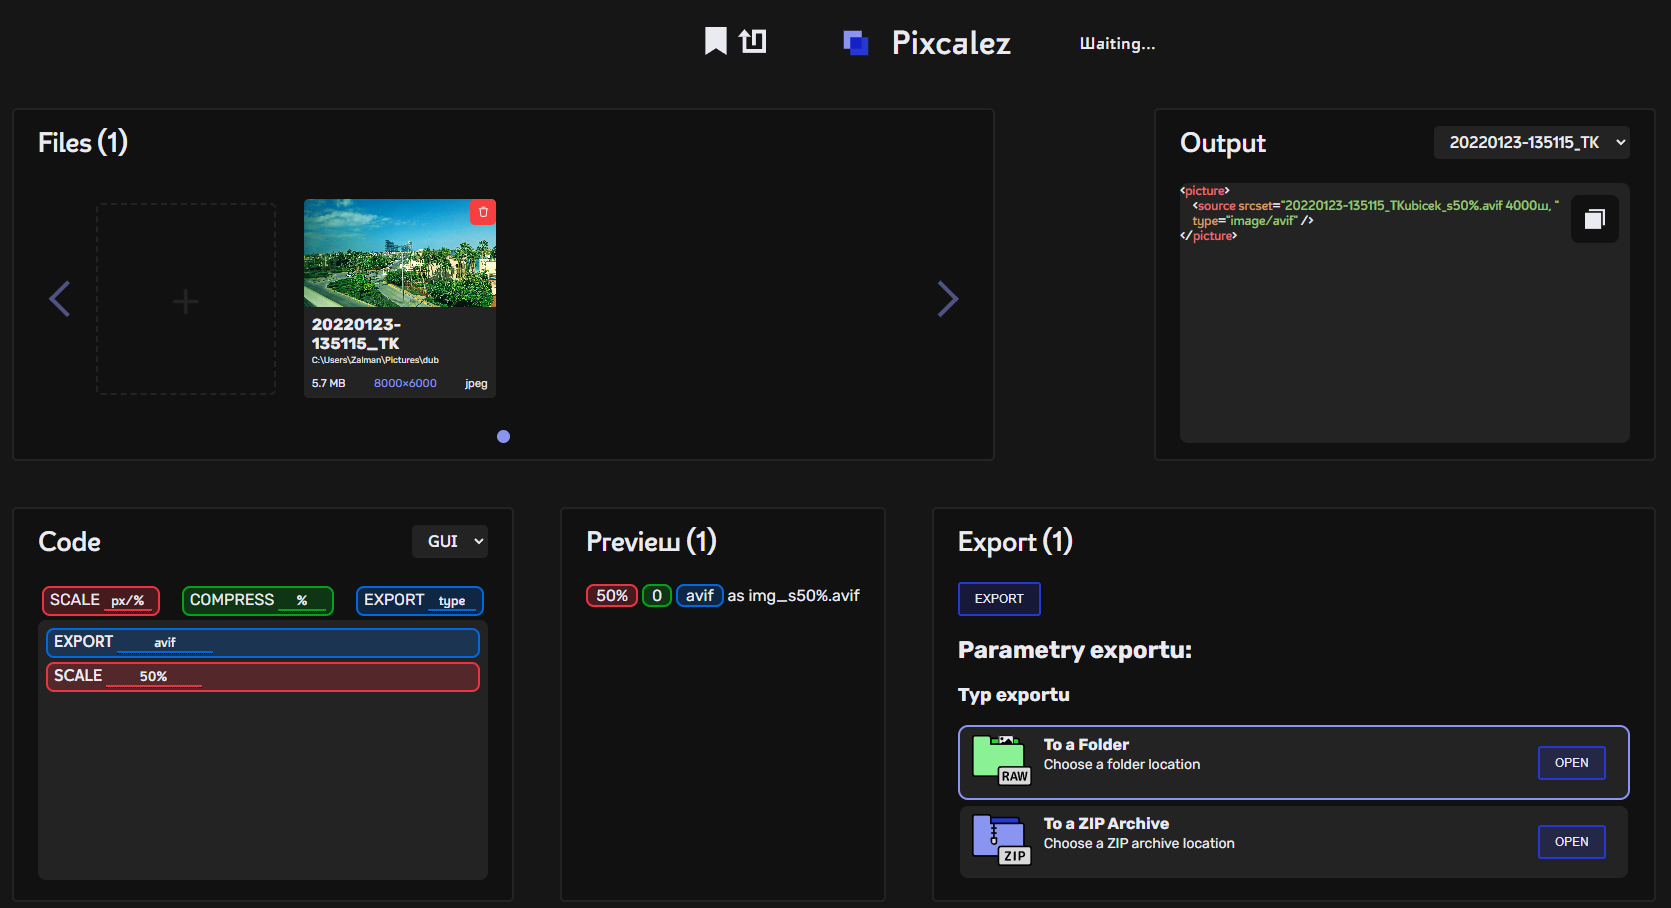 Pixcalez
Waiting...
Files (1)
20220123-
135115_TK
C:\Users\Zalman\Pictures\dub
5.7 MB 8000×6000 jpeg
Output
20220123-135115_TK
<picture>
<source srcset="20220123-135115_TKubicek_s50%.avif 4000w, "
type="image/avif" />
</picture>
Code
GUI
SCALE px/% COMPRESS % EXPORT type
EXPORT avif
SCALE 50%
Preview (1)
50% 0 avif as img_s50%.avif
Export (1)
EXPORT
Parametry exportu:
Typ exportu
RAW
To a Folder
Choose a folder location
OPEN
ZIP
To a ZIP Archive
Choose a ZIP archive location
OPEN